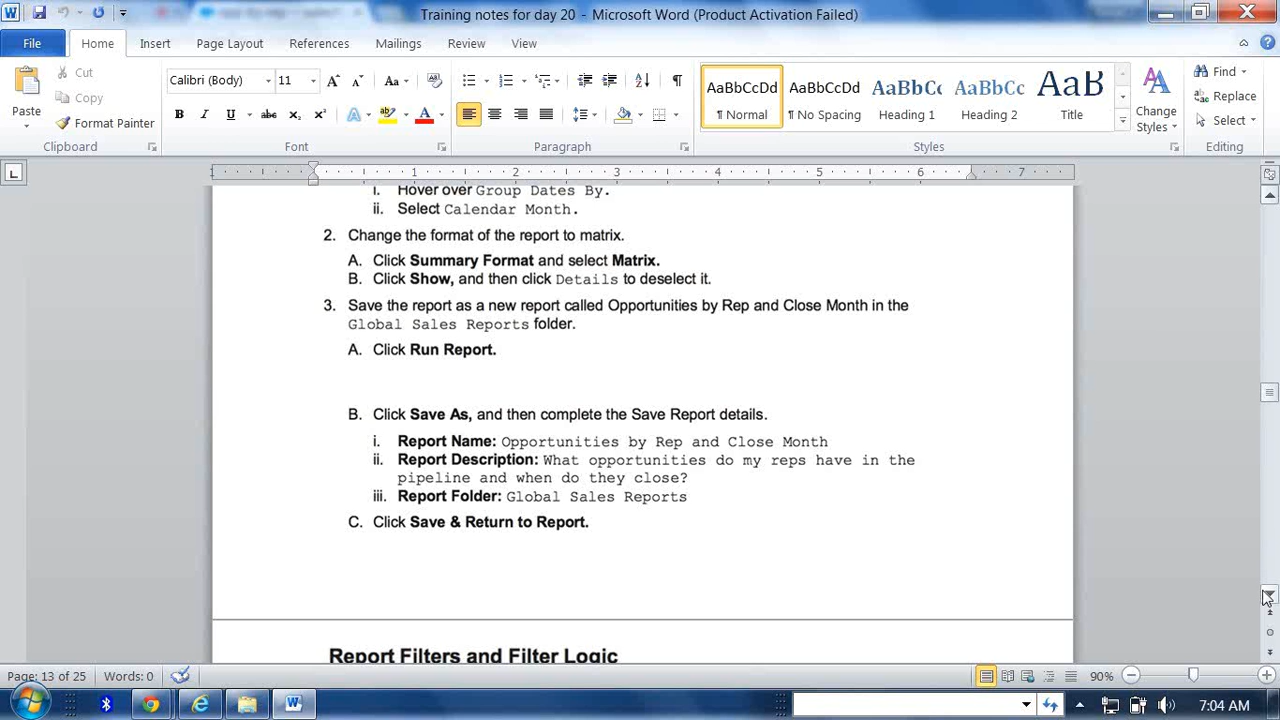 Training notes for day 20 - Microsoft Word (Product Activation Failed)
File Home Insert Page Layout References Mailings Review View
Paste
Cut
Copy
Format Painter
Clipboard
Calibri (Body) 11
Font
Paragraph
AaBbCcDd AaBbCcDd AaBbCc AaBbCc AaB
¶ Normal ¶ No Spacing Heading 1 Heading 2 Title
Change Styles
Styles
Find
Replace
Select
Editing
1 1 2 3 4 5 6 7
i. Hover over Group Dates By.
ii. Select Calendar Month.
2. Change the format of the report to matrix.
A. Click Summary Format and select Matrix.
B. Click Show, and then click Details to deselect it.
3. Save the report as a new report called Opportunities by Rep and Close Month in the
Global Sales Reports folder.
A. Click Run Report.
B. Click Save As, and then complete the Save Report details.
i. Report Name: Opportunities by Rep and Close Month
ii. Report Description: What opportunities do my reps have in the
pipeline and when do they close?
iii. Report Folder: Global Sales Reports
C. Click Save & Return to Report.
Report Filters and Filter Logic
Page: 13 of 25 Words: 0 90%
7:04 AM